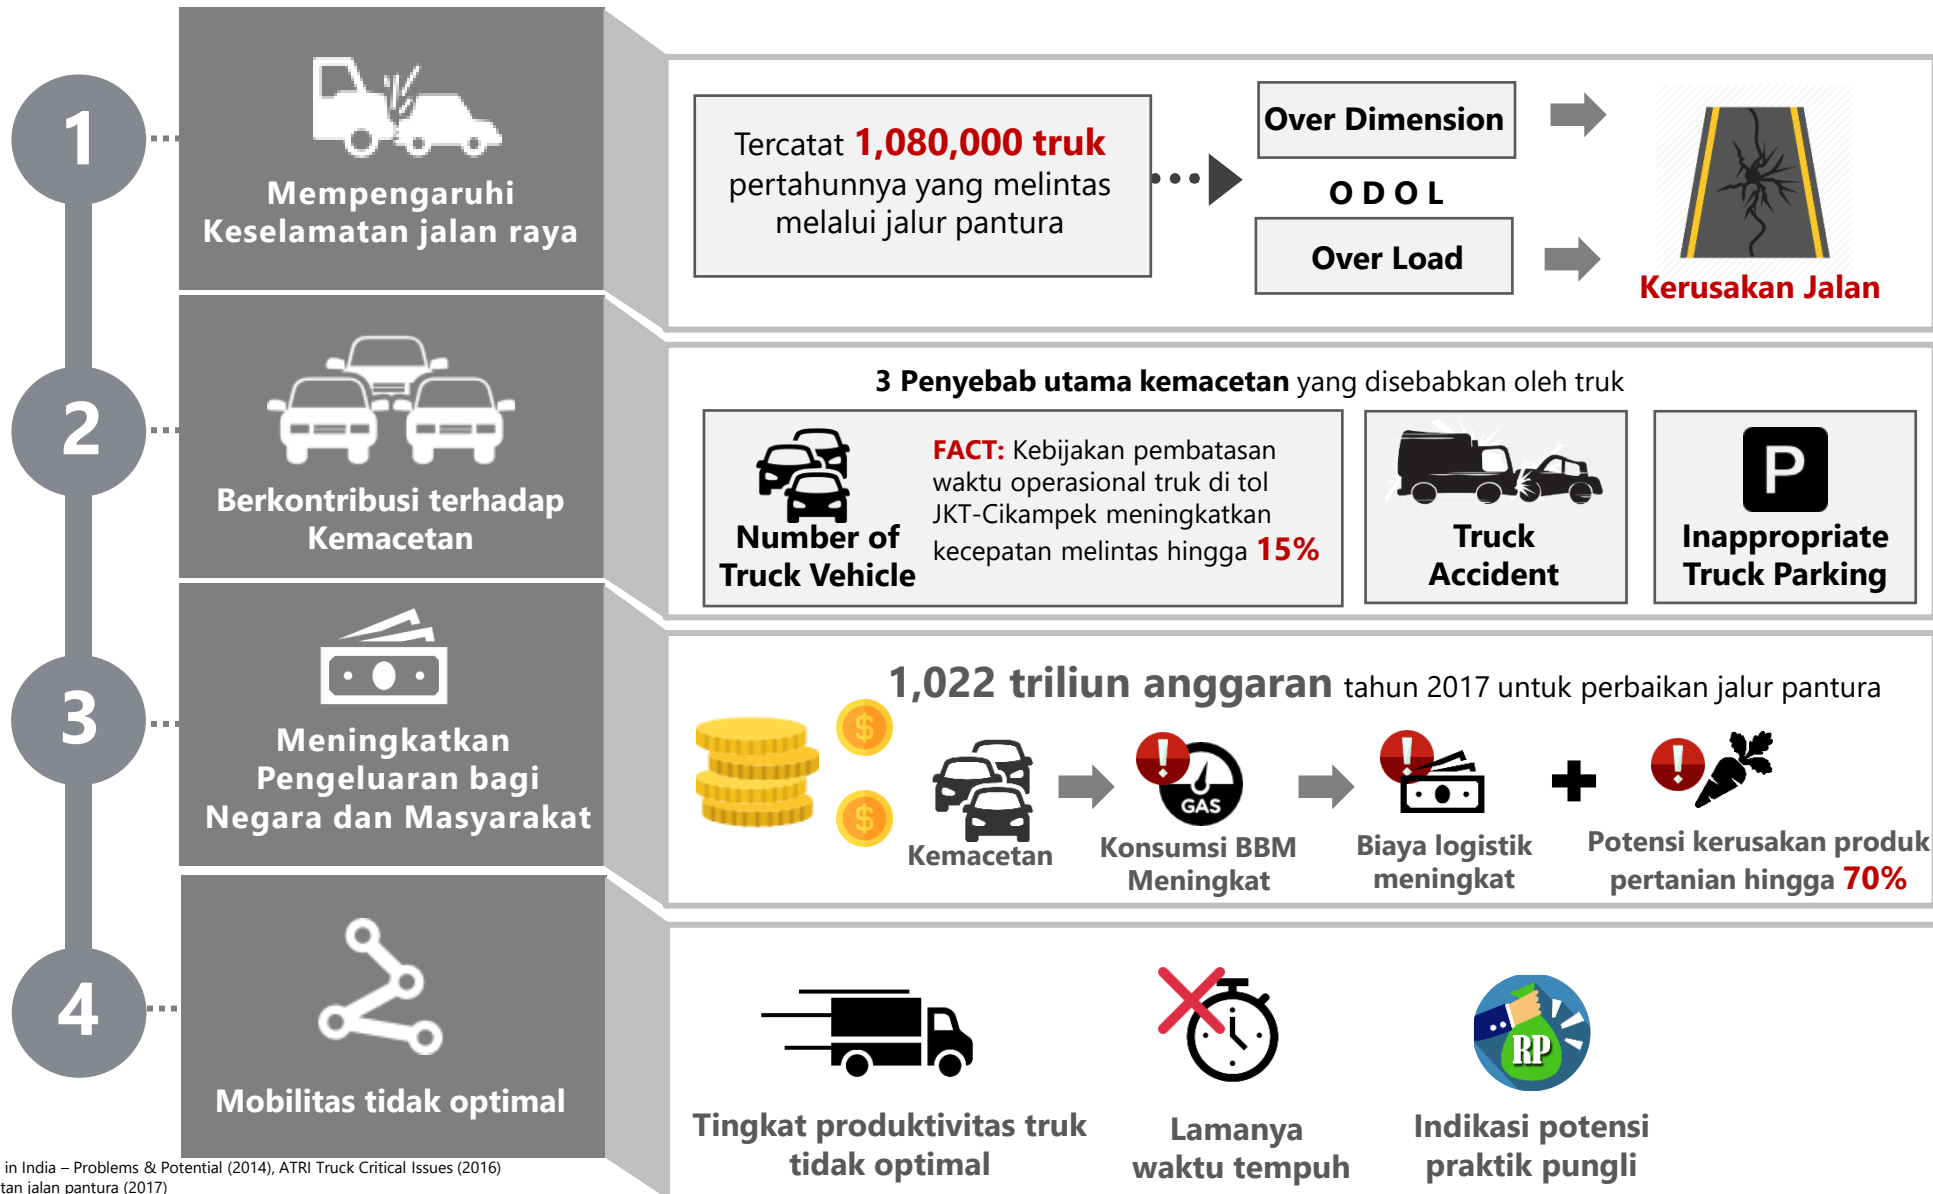 1
Mempengaruhi
Keselamatan jalan raya
Tercatat 1,080,000 truk
pertahunnya yang melintas
melalui jalur pantura
Over Dimension
O D O L
Over Load
Kerusakan Jalan
2
Berkontribusi terhadap
Kemacetan
3 Penyebab utama kemacetan yang disebabkan oleh truk
Number of
Truck Vehicle
FACT: Kebijakan pembatasan
waktu operasional truk di tol
JKT-Cikampek meningkatkan
kecepatan melintas hingga 15%
Truck
Accident
P
Inappropriate
Truck Parking
3
Meningkatkan
Pengeluaran bagi
Negara dan Masyarakat
1,022 triliun anggaran tahun 2017 untuk perbaikan jalur pantura
$
$
Kemacetan
!
GAS
Konsumsi BBM
Meningkat
!
Biaya logistik
meningkat
!
Potensi kerusakan produk
pertanian hingga 70%
4
Mobilitas tidak optimal
Tingkat produktivitas truk
tidak optimal
Lamanya
waktu tempuh
RP
Indikasi potensi
praktik pungli
in India – Problems & Potential (2014), ATRI Truck Critical Issues (2016)
tan jalan pantura (2017)